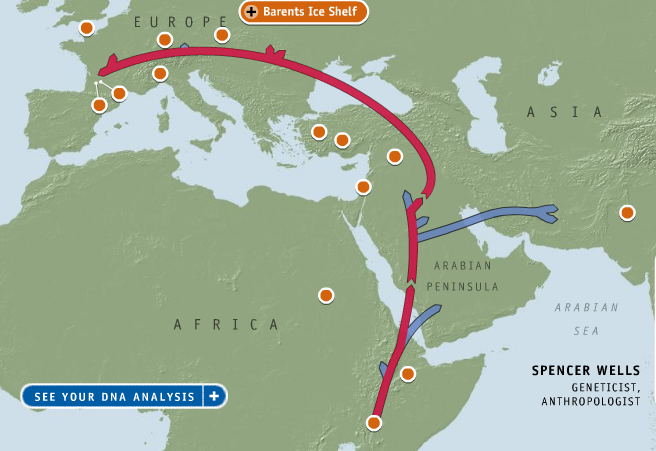 Barents Ice Shelf
EUROPE
ASIA
ARABIAN
PENINSULA
ARABIAN
SEA
AFRICA
SPENCER WELLS
GENETICIST,
ANTHROPOLOGIST
SEE YOUR DNA ANALYSIS